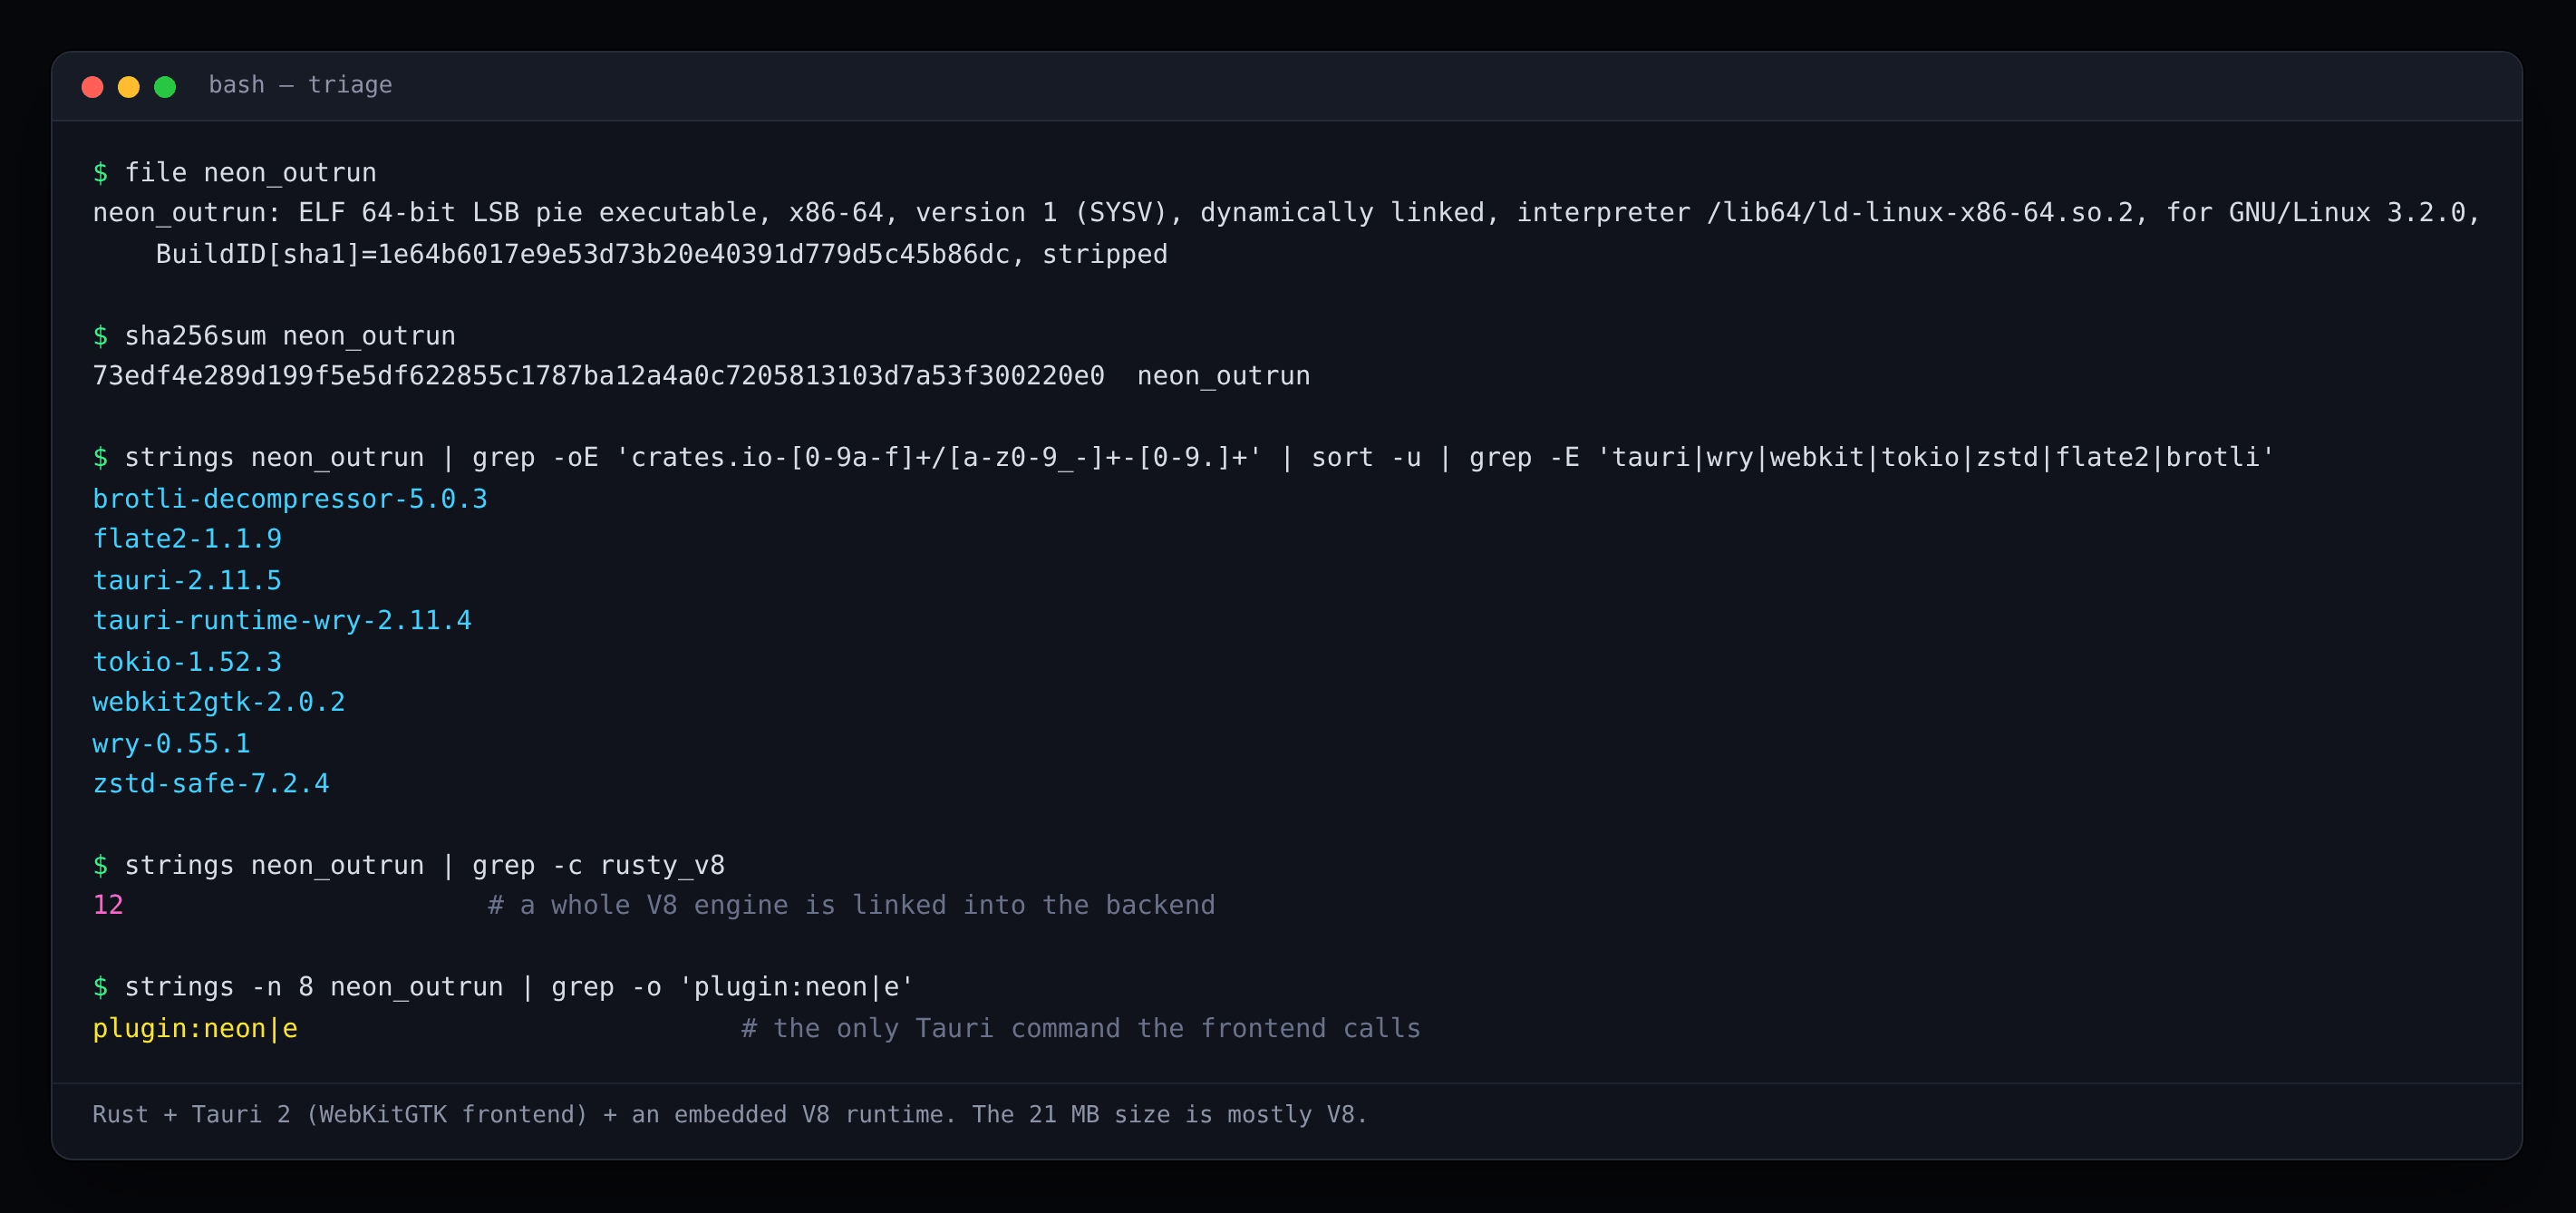 bash — triage
$ file neon_outrun
neon_outrun: ELF 64-bit LSB pie executable, x86-64, version 1 (SYSV), dynamically linked, interpreter /lib64/ld-linux-x86-64.so.2, for GNU/Linux 3.2.0,
    BuildID[sha1]=1e64b6017e9e53d73b20e40391d779d5c45b86dc, stripped
$ sha256sum neon_outrun
73edf4e289d199f5e5df622855c1787ba12a4a0c7205813103d7a53f300220e0  neon_outrun
$ strings neon_outrun | grep -oE 'crates.io-[0-9a-f]+/[a-z0-9_-]+-[0-9.]+' | sort -u | grep -E 'tauri|wry|webkit|tokio|zstd|flate2|brotli'
brotli-decompressor-5.0.3
flate2-1.1.9
tauri-2.11.5
tauri-runtime-wry-2.11.4
tokio-1.52.3
webkit2gtk-2.0.2
wry-0.55.1
zstd-safe-7.2.4
$ strings neon_outrun | grep -c rusty_v8
12                       # a whole V8 engine is linked into the backend
$ strings -n 8 neon_outrun | grep -o 'plugin:neon|e'
plugin:neon|e                            # the only Tauri command the frontend calls
Rust + Tauri 2 (WebKitGTK frontend) + an embedded V8 runtime. The 21 MB size is mostly V8.